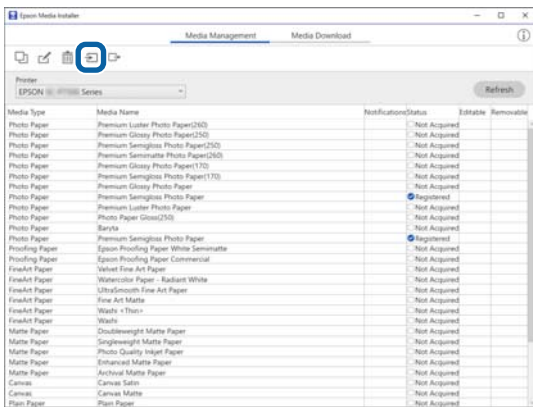 Epson Media Installer
Media Management Media Download
Printer
EPSON Series
Refresh
Media Type Media Name Notifications Status Editable Removable
Photo Paper Premium Luster Photo Paper(260) Not Acquired
Photo Paper Premium Glossy Photo Paper(250) Not Acquired
Photo Paper Premium Semigloss Photo Paper(250) Not Acquired
Photo Paper Premium Semimatte Photo Paper(260) Not Acquired
Photo Paper Premium Glossy Photo Paper(170) Not Acquired
Photo Paper Premium Semigloss Photo Paper(170) Not Acquired
Photo Paper Premium Glossy Photo Paper Not Acquired
Photo Paper Premium Semigloss Photo Paper Registered
Photo Paper Premium Luster Photo Paper Not Acquired
Photo Paper Photo Paper Gloss(250) Not Acquired
Photo Paper Baryta Not Acquired
Photo Paper Premium Semigloss Photo Paper Registered
Proofing Paper Epson Proofing Paper White Semimatte Not Acquired
Proofing Paper Epson Proofing Paper Commercial Not Acquired
FineArt Paper Velvet Fine Art Paper Not Acquired
FineArt Paper Watercolor Paper - Radiant White Not Acquired
FineArt Paper UltraSmooth Fine Art Paper Not Acquired
FineArt Paper Fine Art Matte Not Acquired
FineArt Paper Washi <Thin> Not Acquired
FineArt Paper Washi Not Acquired
Matte Paper Doubleweight Matte Paper Not Acquired
Matte Paper Singleweight Matte Paper Not Acquired
Matte Paper Photo Quality Inkjet Paper Not Acquired
Matte Paper Enhanced Matte Paper Not Acquired
Matte Paper Archival Matte Paper Not Acquired
Canvas Canvas Satin Not Acquired
Canvas Canvas Matte Not Acquired
Plain Paper Plain Paper Not Acquired